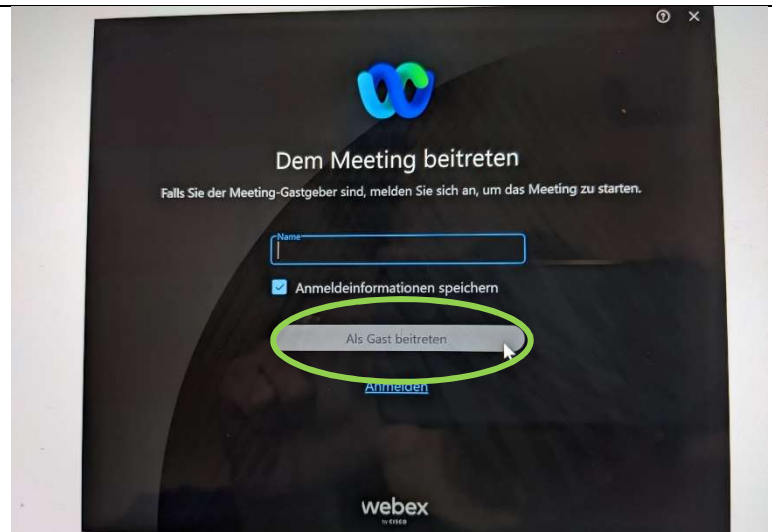 Dem Meeting beitreten
Falls Sie der Meeting-Gastgeber sind, melden Sie sich an, um das Meeting zu starten.
Name
Anmeldeinformationen speichern
Als Gast beitreten
Anmelden
webex
by CISCO